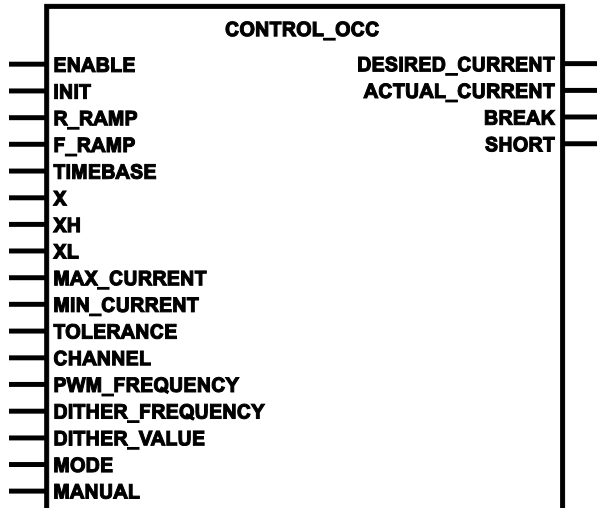 CONTROL_OCC
ENABLE DESIRED_CURRENT
INIT ACTUAL_CURRENT
R_RAMP BREAK
F_RAMP SHORT
TIMEBASE
X
XH
XL
MAX_CURRENT
MIN_CURRENT
TOLERANCE
CHANNEL
PWM_FREQUENCY
DITHER_FREQUENCY
DITHER_VALUE
MODE
MANUAL